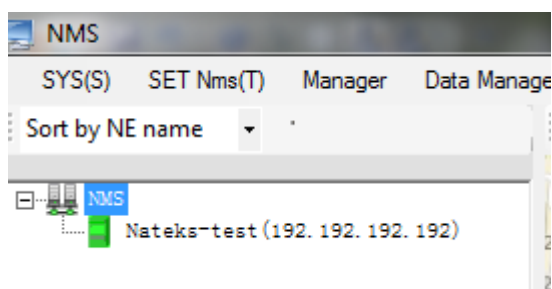 NMS
SYS(S) SET Nms(T) Manager Data Manage
Sort by NE name
NMS
Nateks-test(192.192.192.192)